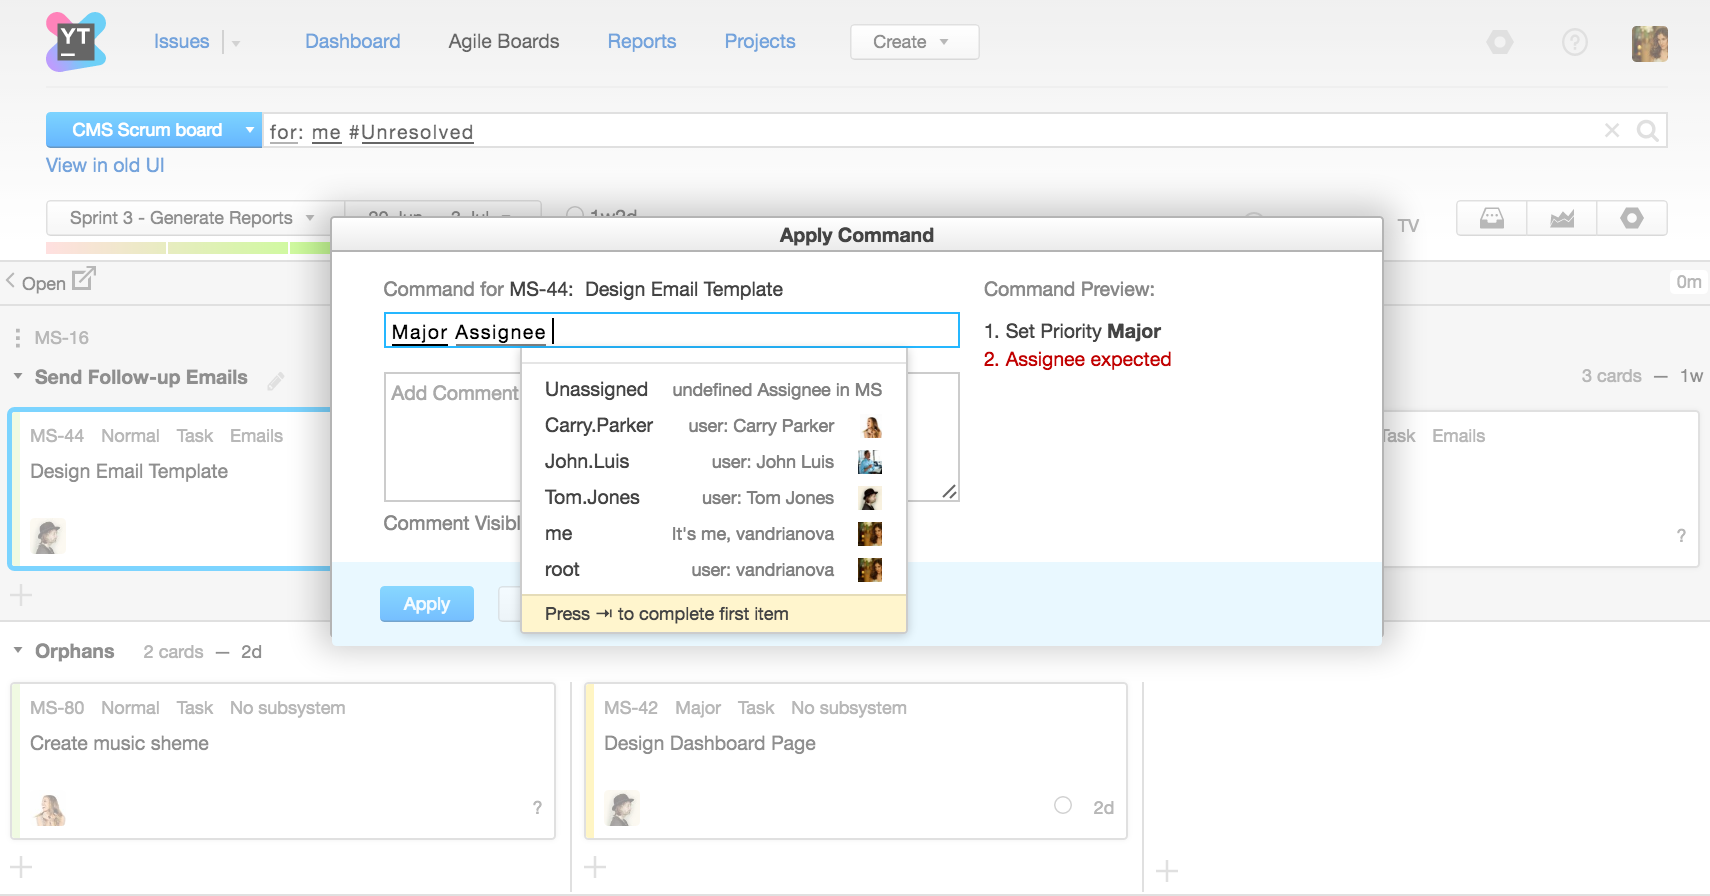 YT
Issues Dashboard Agile Boards Reports Projects Create
CMS Scrum board for: me #Unresolved
View in old UI
Sprint 3 - Generate Reports
TV
Apply Command
Open
0m
Command for MS-44: Design Email Template
Command Preview:
Major Assignee
1. Set Priority Major
2. Assignee expected
MS-16
Send Follow-up Emails
3 cards — 1w
Add Comment
Unassigned undefined Assignee in MS
Carry.Parker user: Carry Parker
John.Luis user: John Luis
Tom.Jones user: Tom Jones
me It's me, vandrianova
root user: vandrianova
Press ⇥ to complete first item
Comment Visibl
Apply
MS-44 Normal Task Emails
Design Email Template
Task Emails
?
Orphans 2 cards — 2d
MS-80 Normal Task No subsystem
Create music sheme
?
MS-42 Major Task No subsystem
Design Dashboard Page
2d